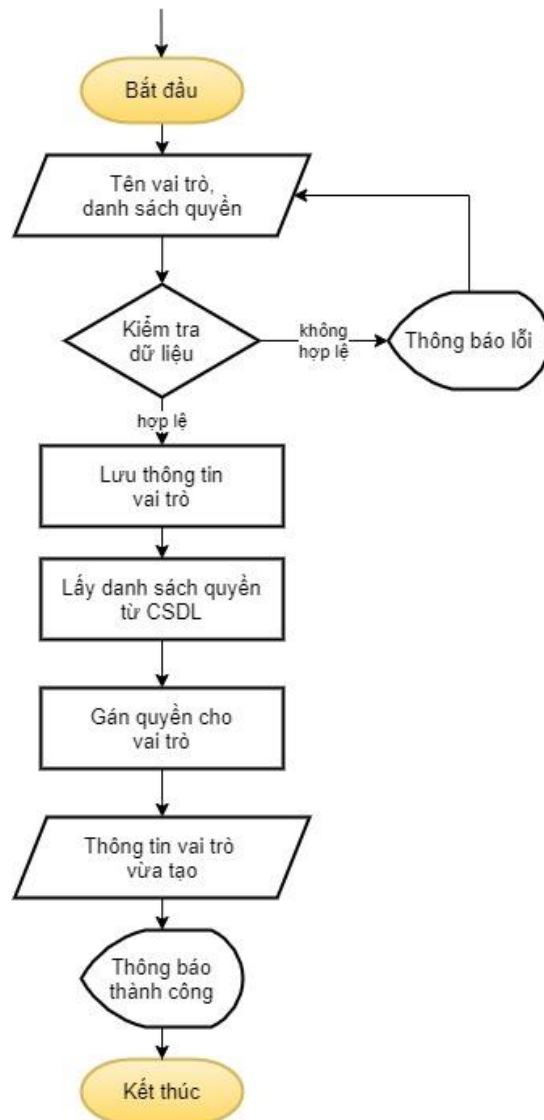 Bắt đầu
Tên vai trò,
danh sách quyền
Kiểm tra
dữ liệu
không
hợp lệ
Thông báo lỗi
hợp lệ
Lưu thông tin
vai trò
Lấy danh sách quyền
từ CSDL
Gán quyền cho
vai trò
Thông tin vai trò
vừa tạo
Thông báo
thành công
Kết thúc